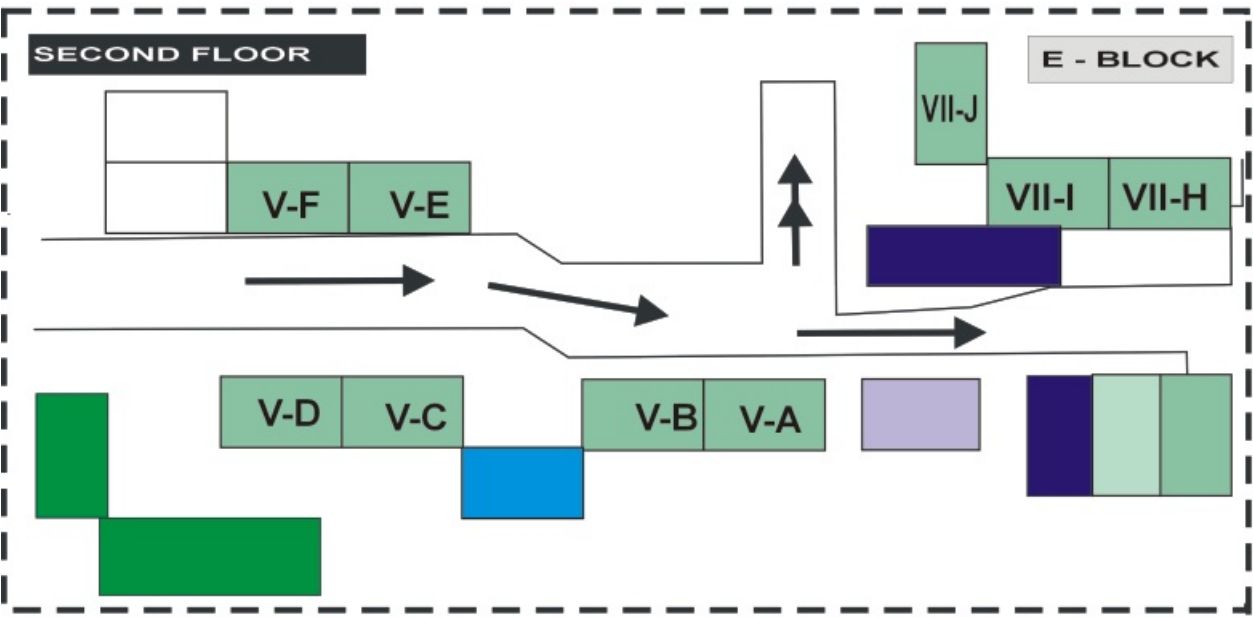 SECOND FLOOR
E - BLOCK
VII-J
V-F
V-E
VII-I
VII-H
V-D
V-C
V-B
V-A